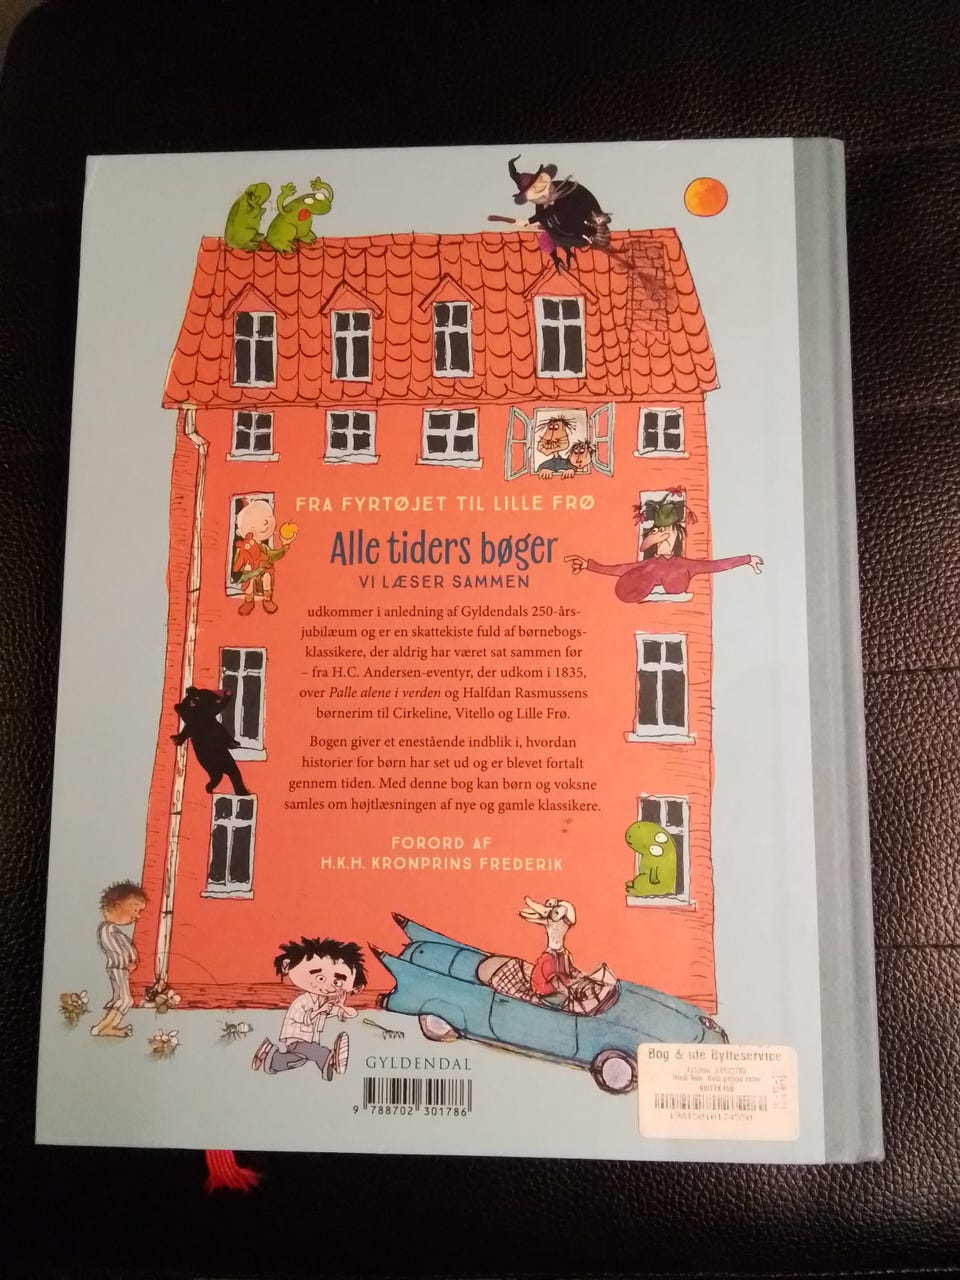 FRA FYRTØJET TIL LILLE FRØ
Alle tiders bøger
VI LÆSER SAMMEN
udkommer i anledning af Gyldendals 250-års-
jubilæum og er en skattekiste fuld af børnebogs-
klassikere, der aldrig har været sat sammen før
– fra H.C. Andersen-eventyr, der udkom i 1835,
over Palle alene i verden og Halfdan Rasmussens
børnerim til Cirkeline, Vitello og Lille Frø.
Bogen giver et enestående indblik i, hvordan
historier for børn har set ud og er blevet fortalt
gennem tiden. Med denne bog kan børn og voksne
samles om højtlæsningen af nye og gamle klassikere.
FORORD AF
H.K.H. KRONPRINS FREDERIK
GYLDENDAL
9 788702 301786
Bog & idé Bytteservice